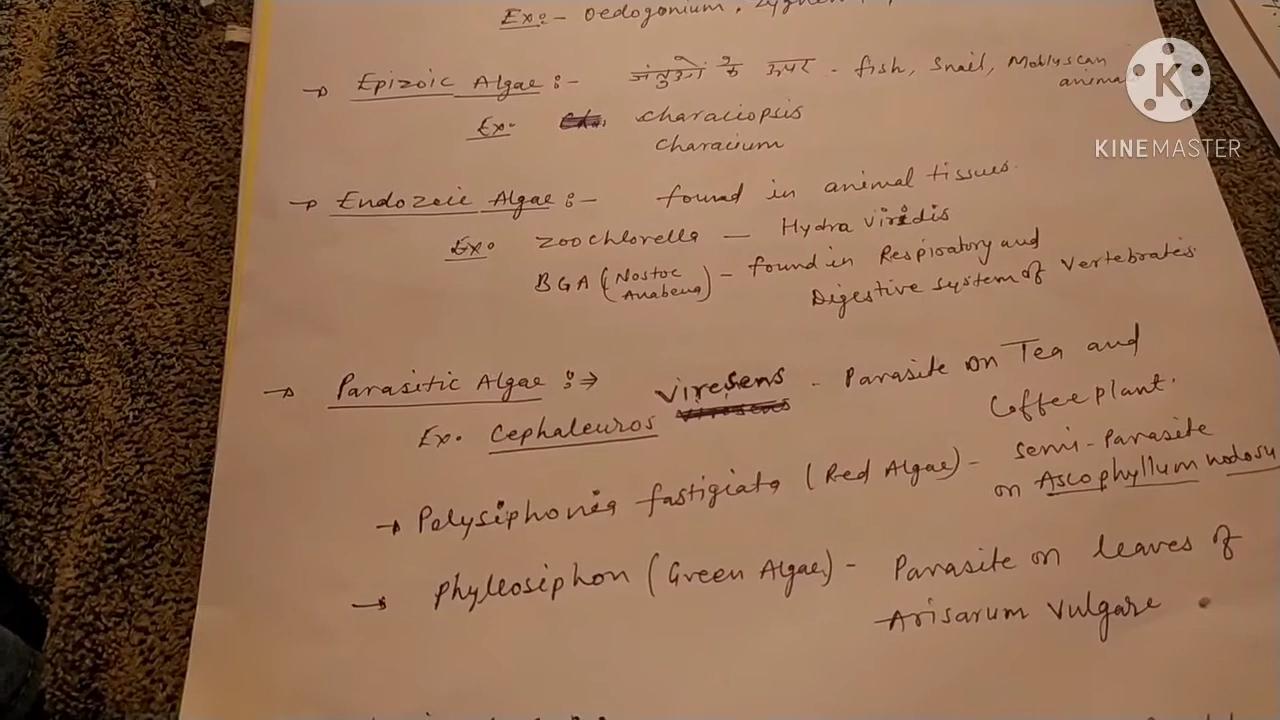 Ex:- Oedogonium,
→ Epizoic Algae :- जंतुओं के ऊपर - fish, Snail, Molluscan
animal
Ex- characiopsis
characium
→ Endozoic Algae :- found in animal tissues.
Ex: zoochlorella - Hydra viridis
BGA (Nostoc Anabena) - found in Respiratory and
Digestive system of Vertebrates.
→ Parasitic Algae :⇒
Ex. Cephaleuros viresens - Parasite on Tea and
Coffee plant.
→ Polysiphonia fastigiata (Red Algae) - Semi-Parasite
on Ascophyllum nodosu
→ Phyllosiphon (Green Algae) - Parasite on leaves of
Arisarum vulgare.
K
KINEMASTER